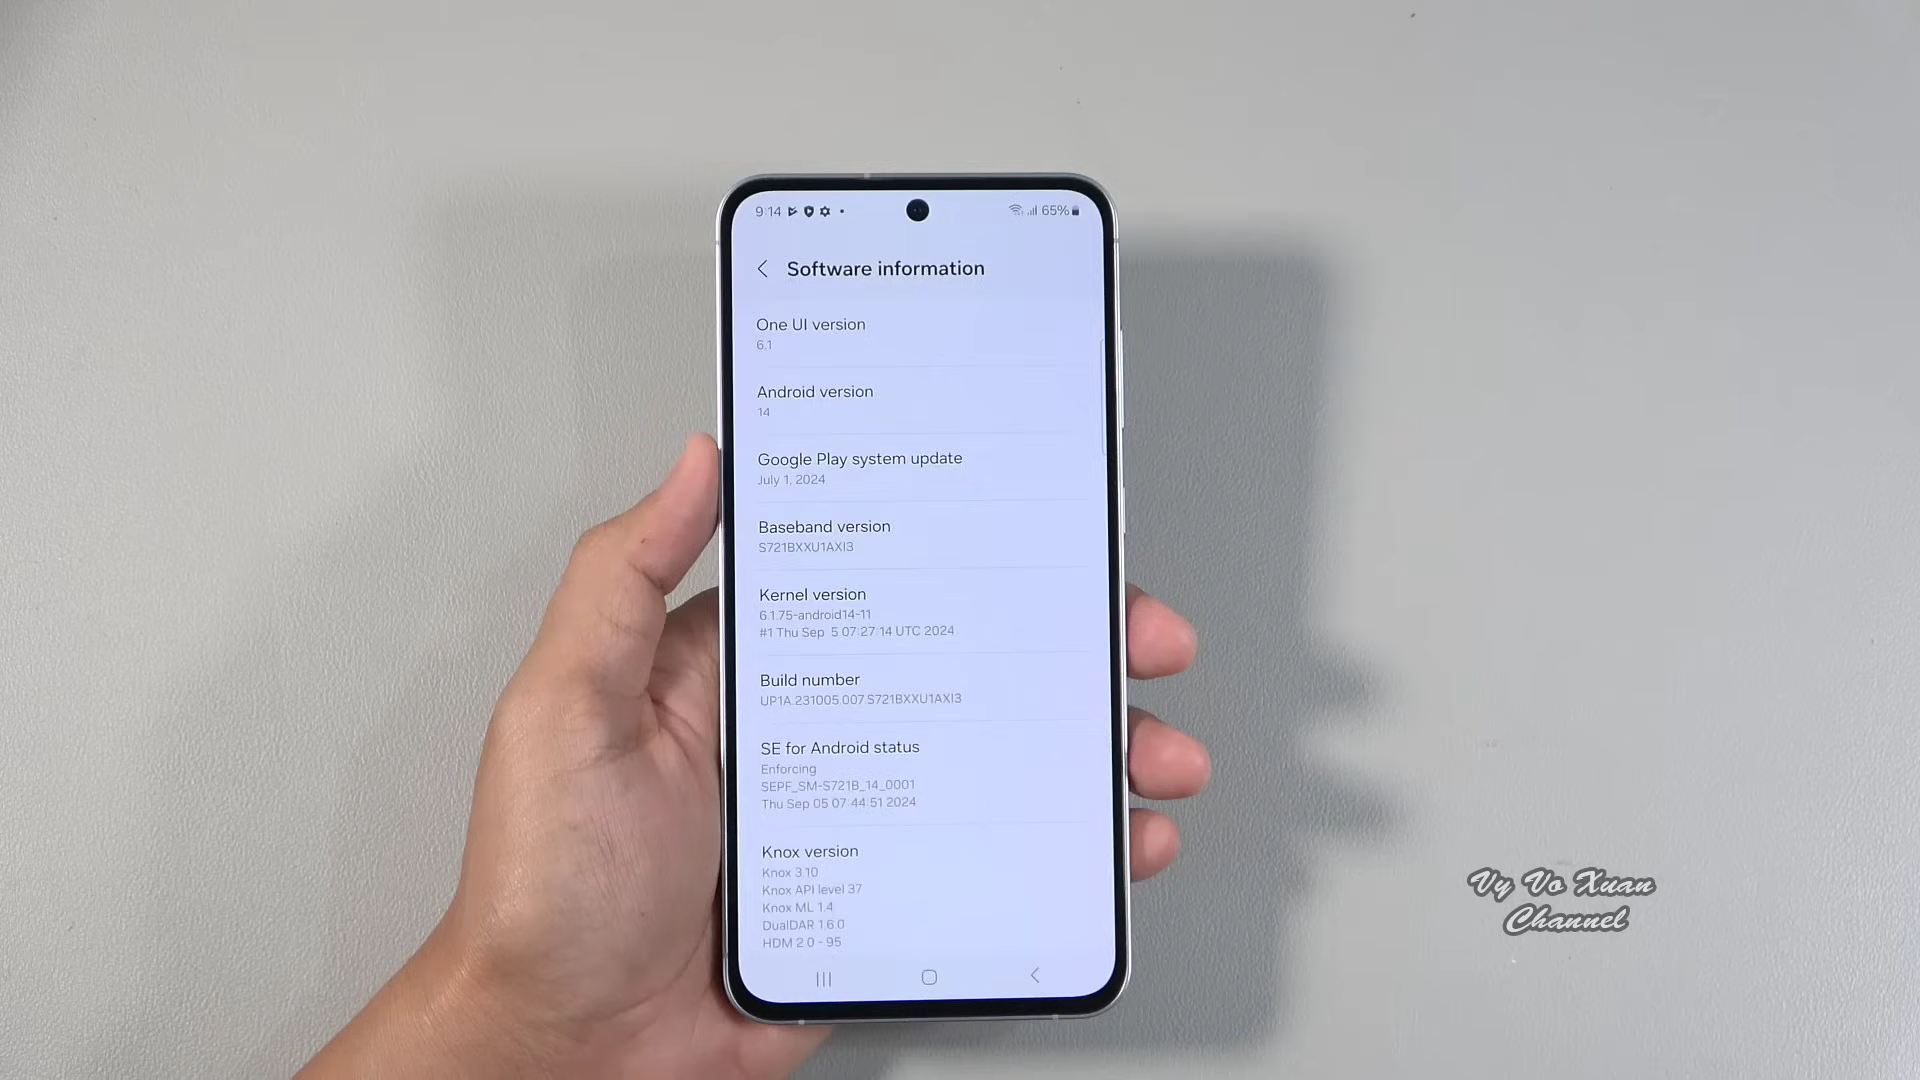 9:14
65%
Software information
One UI version
6.1
Android version
14
Google Play system update
July 1, 2024
Baseband version
S721BXXU1AXI3
Kernel version
6.1.75-android14-11
#1 Thu Sep 5 07:27:14 UTC 2024
Build number
UP1A.231005.007.S721BXXU1AXI3
SE for Android status
Enforcing
SEPF_SM-S721B_14_0001
Thu Sep 05 07:44:51 2024
Knox version
Knox 3.10
Knox API level 37
Knox ML 1.4
DualDAR 1.6.0
HDM 2.0 - 95
Vy Vo Xuan
Channel